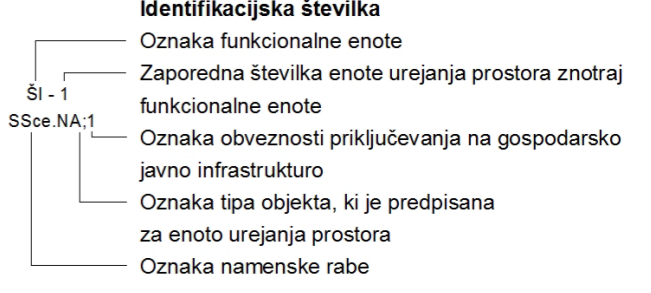 Identifikacijska številka
Oznaka funkcionalne enote
Zaporedna številka enote urejanja prostora znotraj
ŠI - 1
funkcionalne enote
SSce.NA;1
Oznaka obveznosti priključevanja na gospodarsko
javno infrastrukturo
Oznaka tipa objekta, ki je predpisana
za enoto urejanja prostora
Oznaka namenske rabe